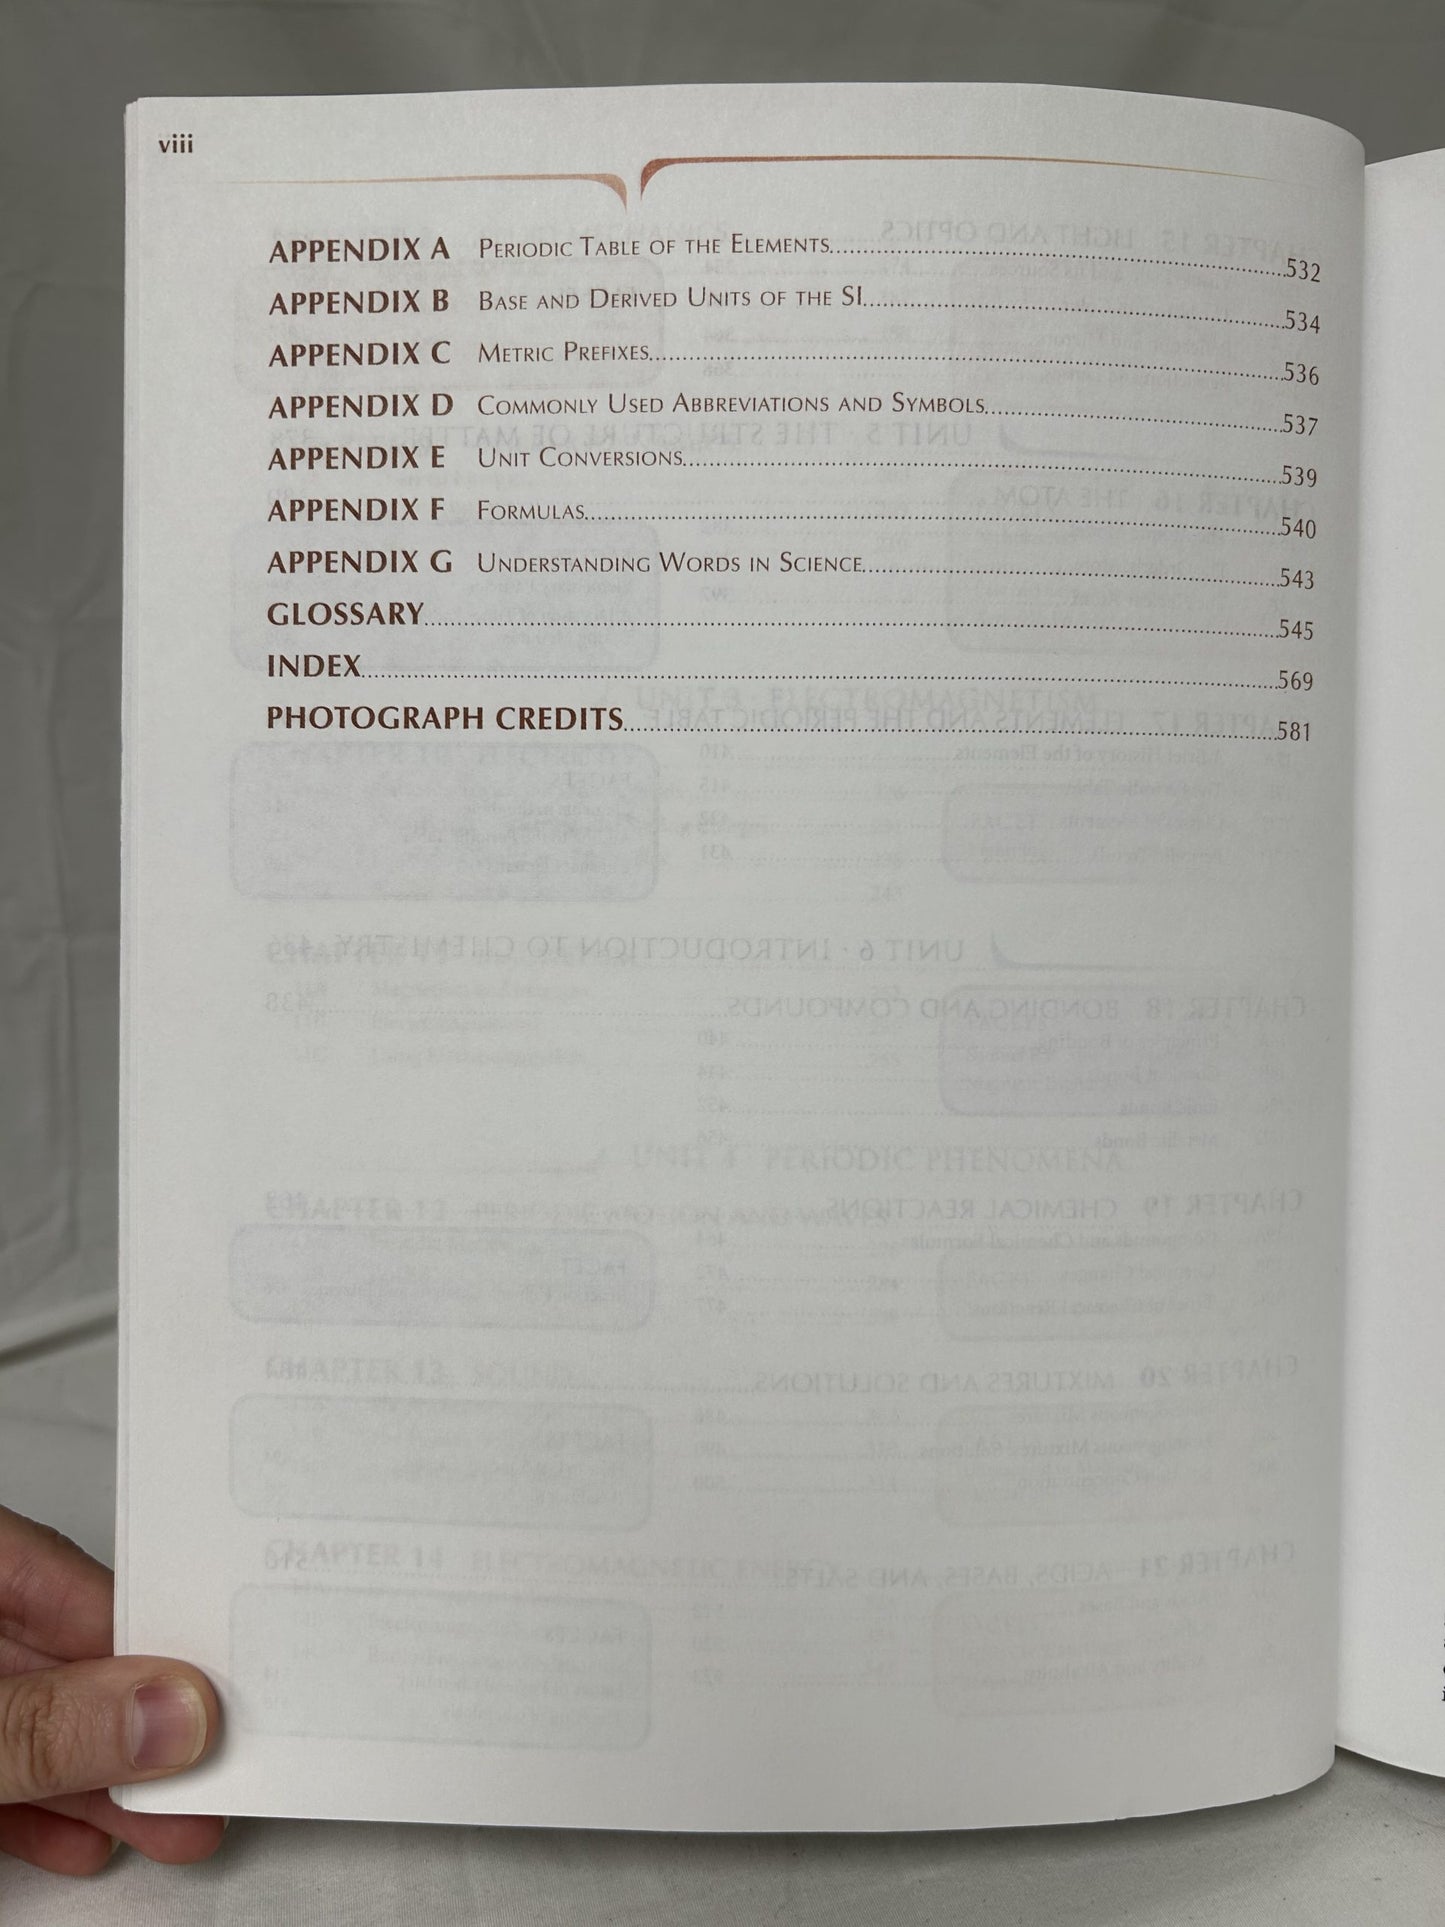 viii
APPENDIX A PERIODIC TABLE OF THE ELEMENTS 532
APPENDIX B BASE AND DERIVED UNITS OF THE SI 534
APPENDIX C METRIC PREFIXES 536
APPENDIX D COMMONLY USED ABBREVIATIONS AND SYMBOLS 537
APPENDIX E UNIT CONVERSIONS 539
APPENDIX F FORMULAS 540
APPENDIX G UNDERSTANDING WORDS IN SCIENCE 543
GLOSSARY 545
INDEX 569
PHOTOGRAPH CREDITS 581